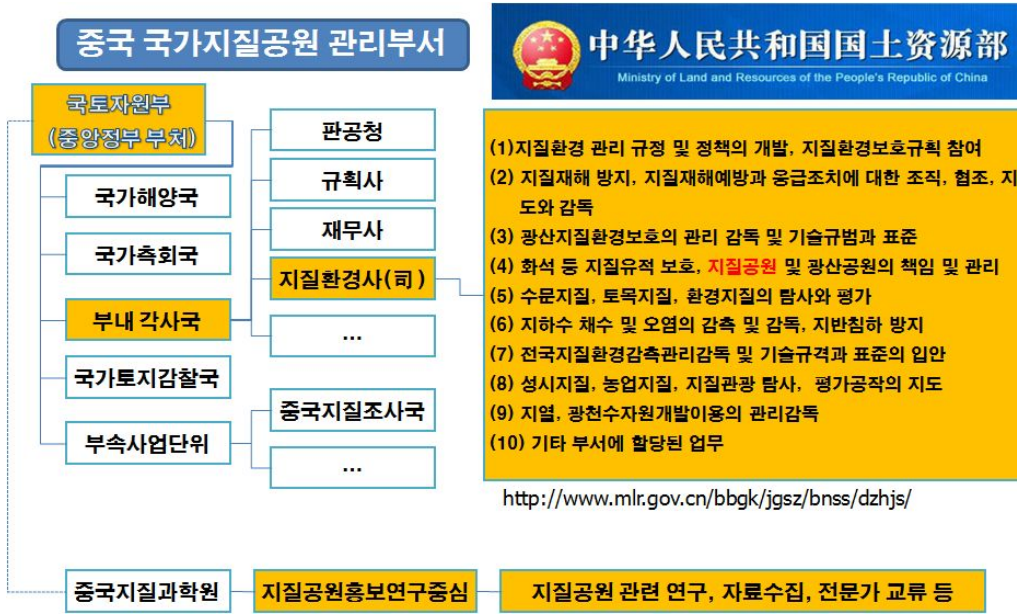 중국 국가지질공원 관리부서
中华人民共和国国土资源部
Ministry of Land and Resources of the People's Republic of China
국토자원부
(중앙정부 부처)
국가해양국
국가측회국
부내 각사국
국가토지감찰국
부속사업단위
판공청
규획사
재무사
지질환경사(司)
...
중국지질조사국
...
(1)지질환경 관리 규정 및 정책의 개발, 지질환경보호규획 참여
(2) 지질재해 방지, 지질재해예방과 응급조치에 대한 조직, 협조, 지
도와 감독
(3) 광산지질환경보호의 관리 감독 및 기술규범과 표준
(4) 화석 등 지질유적 보호, 지질공원 및 광산공원의 책임 및 관리
(5) 수문지질, 토목지질, 환경지질의 탐사와 평가
(6) 지하수 채수 및 오염의 감측 및 감독, 지반침하 방지
(7) 전국지질환경감측관리감독 및 기술규격과 표준의 입안
(8) 성시지질, 농업지질, 지질관광 탐사, 평가공작의 지도
(9) 지열, 광천수자원개발이용의 관리감독
(10) 기타 부서에 할당된 업무
http://www.mlr.gov.cn/bbgk/jgsz/bnss/dzhjs/
중국지질과학원
지질공원홍보연구중심
지질공원 관련 연구, 자료수집, 전문가 교류 등